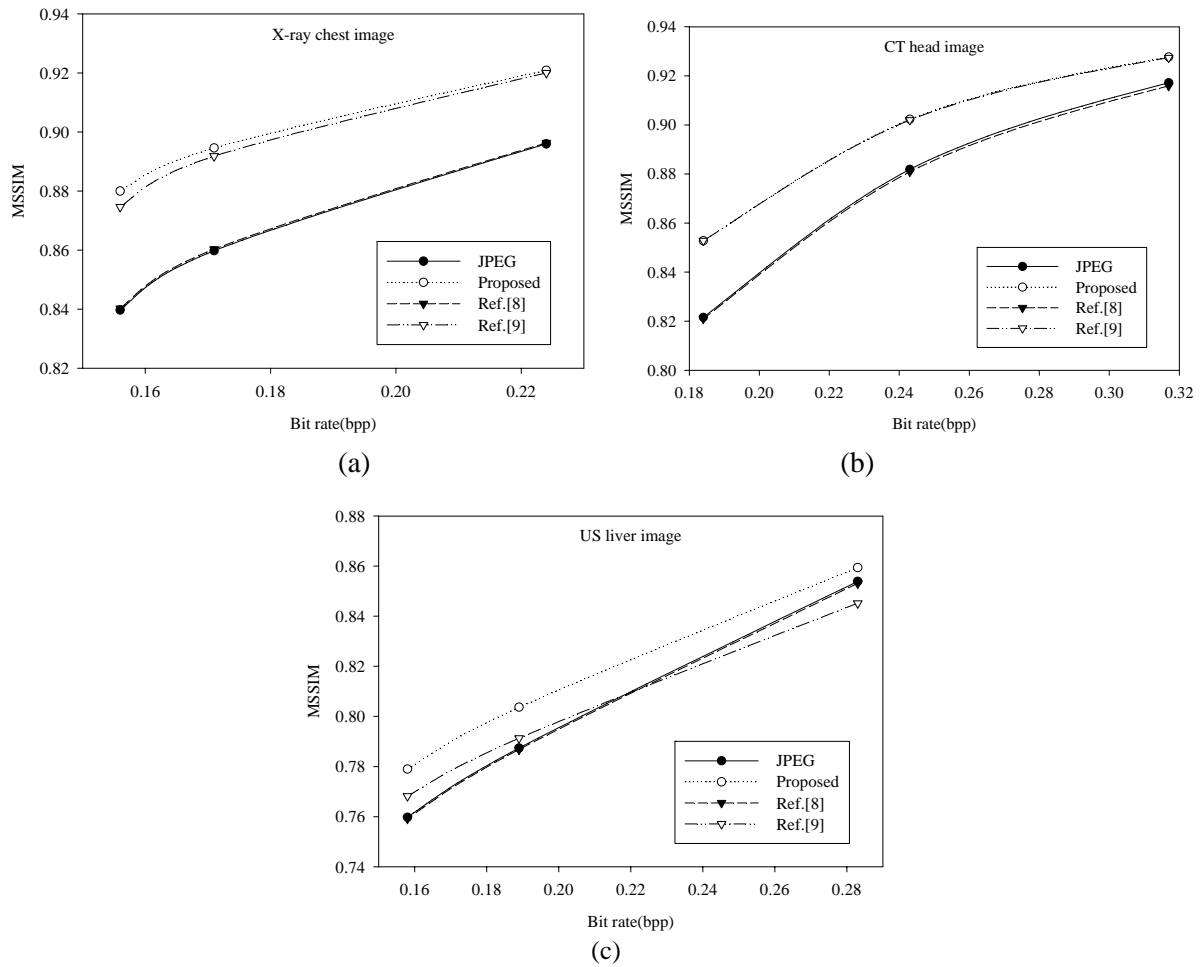 X-ray chest image
0.94
0.92
0.90
0.88
0.86
0.84
0.82
MSSIM
JPEG
Proposed
Ref.[8]
Ref.[9]
0.16 0.18 0.20 0.22
Bit rate(bpp)
(a)
CT head image
0.94
0.92
0.90
0.88
0.86
0.84
0.82
0.80
MSSIM
JPEG
Proposed
Ref.[8]
Ref.[9]
0.18 0.20 0.22 0.24 0.26 0.28 0.30 0.32
Bit rate(bpp)
(b)
US liver image
0.88
0.86
0.84
0.82
0.80
0.78
0.76
0.74
MSSIM
JPEG
Proposed
Ref.[8]
Ref.[9]
0.16 0.18 0.20 0.22 0.24 0.26 0.28
Bit rate(bpp)
(c)